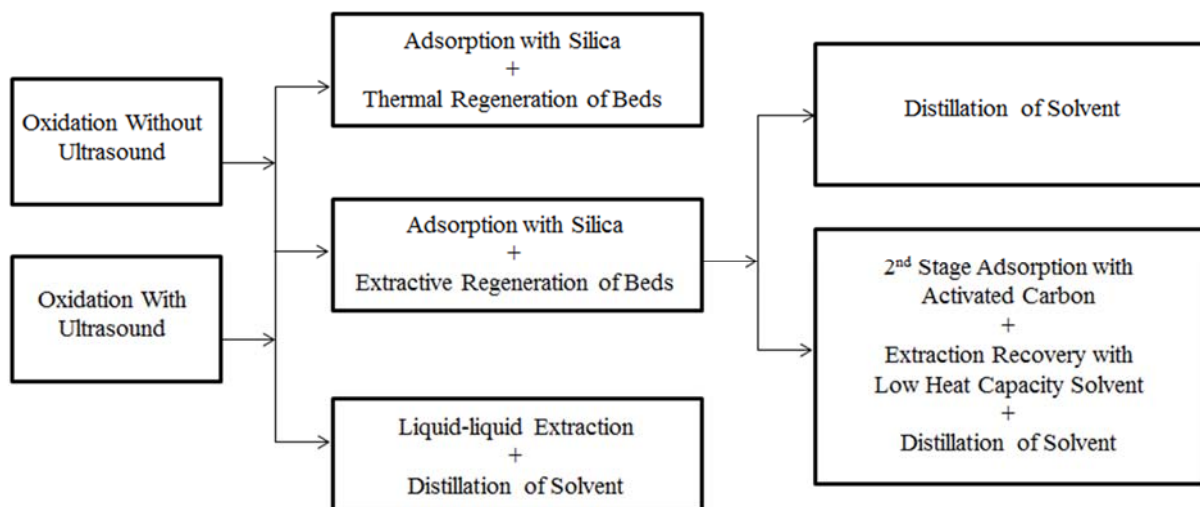 Oxidation Without
Ultrasound
Oxidation With
Ultrasound
Adsorption with Silica
+
Thermal Regeneration of Beds
Adsorption with Silica
+
Extractive Regeneration of Beds
Liquid-liquid Extraction
+
Distillation of Solvent
Distillation of Solvent
2nd Stage Adsorption with
Activated Carbon
+
Extraction Recovery with
Low Heat Capacity Solvent
+
Distillation of Solvent